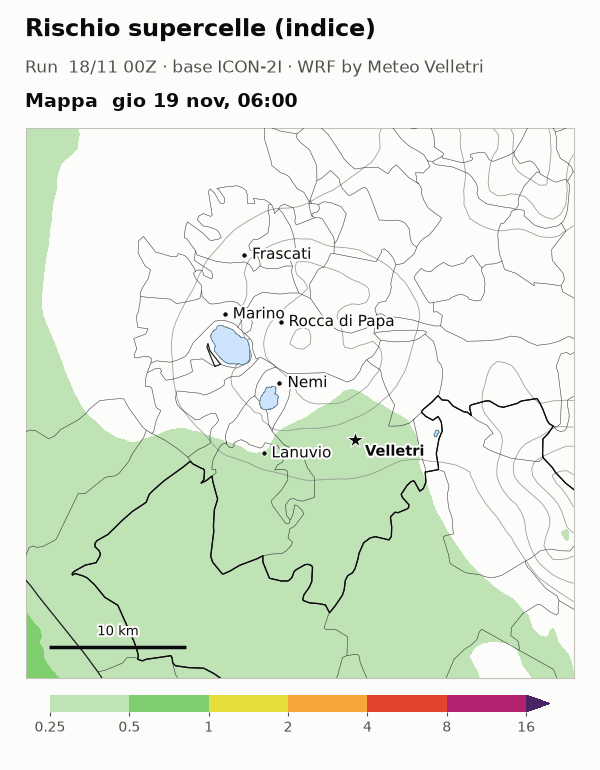 Rischio supercelle (indice)
Run  18/11 00Z · base ICON-2I · WRF by Meteo Velletri
Mappa  gio 19 nov, 06:00
Frascati
Marino
Rocca di Papa
Nemi
Velletri
Lanuvio
10 km
0.25 0.5 1 2 4 8 16